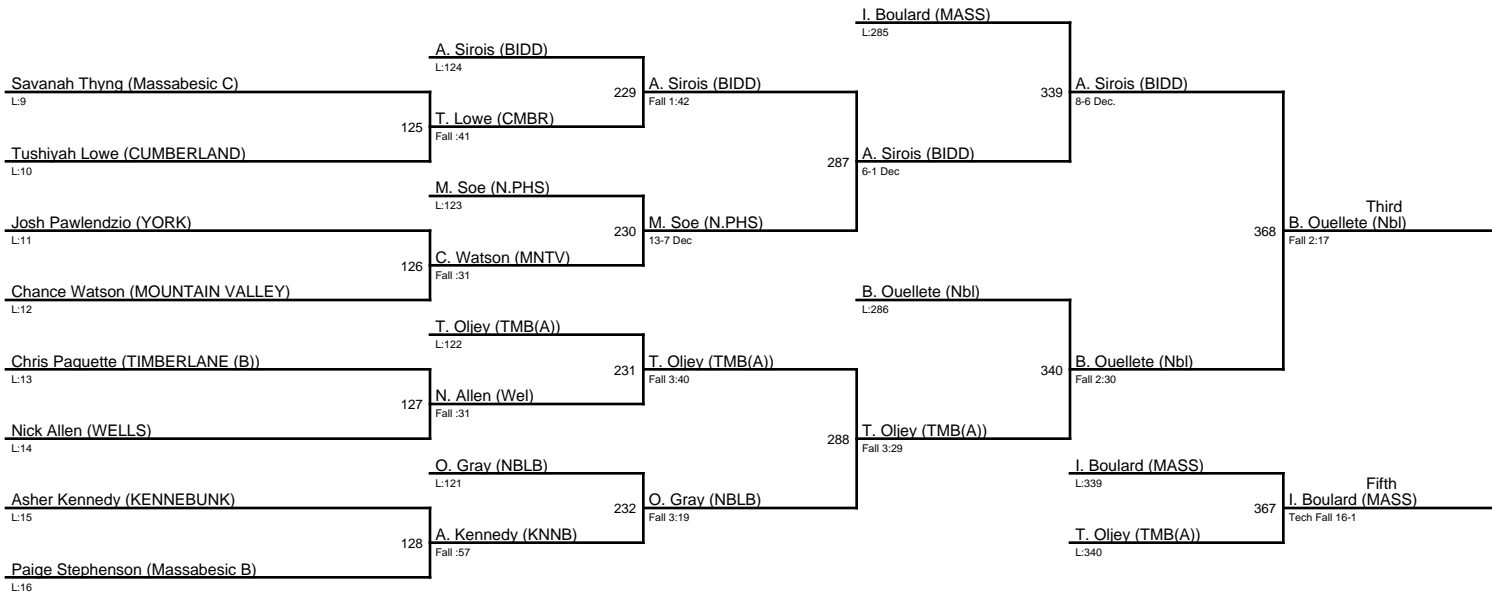 I. Boulard (MASS)
L:285
A. Sirois (BIDD)
L:124
Savanah Thyng (Massabesic C)
L:9
229
A. Sirois (BIDD)
Fall 1:42
339
A. Sirois (BIDD)
8-6 Dec.
125
T. Lowe (CMBR)
Fall :41
Tushiyah Lowe (CUMBERLAND)
L:10
287
A. Sirois (BIDD)
6-1 Dec
M. Soe (N.PHS)
L:123
Josh Pawlendzio (YORK)
L:11
230
M. Soe (N.PHS)
13-7 Dec
368
Third
B. Ouellete (Nbl)
Fall 2:17
126
C. Watson (MNTV)
Fall :31
Chance Watson (MOUNTAIN VALLEY)
L:12
B. Ouellete (Nbl)
L:286
T. Oljey (TMB(A))
L:122
Chris Paquette (TIMBERLANE (B))
L:13
231
T. Oljey (TMB(A))
Fall 3:40
340
B. Ouellete (Nbl)
Fall 2:30
127
N. Allen (Wel)
Fall :31
Nick Allen (WELLS)
L:14
288
T. Oljey (TMB(A))
Fall 3:29
O. Gray (NBLB)
L:121
I. Boulard (MASS)
L:339
Asher Kennedy (KENNEBUNK)
L:15
232
O. Gray (NBLB)
Fall 3:19
367
Fifth
I. Boulard (MASS)
Tech Fall 16-1
128
A. Kennedy (KNNB)
Fall :57
T. Oljey (TMB(A))
L:340
Paige Stephenson (Massabesic B)
L:16